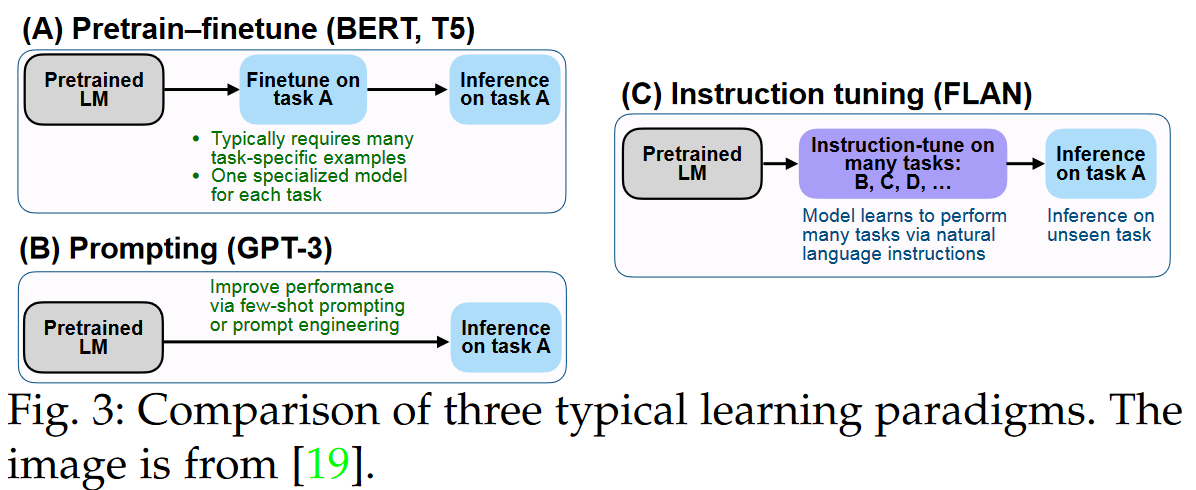 (A) Pretrain–finetune (BERT, T5)
Pretrained
LM
Finetune on
task A
Inference
on task A
• Typically requires many
task-specific examples
• One specialized model
for each task
(B) Prompting (GPT-3)
Pretrained
LM
Improve performance
via few-shot prompting
or prompt engineering
Inference
on task A
(C) Instruction tuning (FLAN)
Pretrained
LM
Instruction-tune on
many tasks:
B, C, D, …
Inference
on task A
Model learns to perform
many tasks via natural
language instructions
Inference on
unseen task
Fig. 3: Comparison of three typical learning paradigms. The
image is from [19].